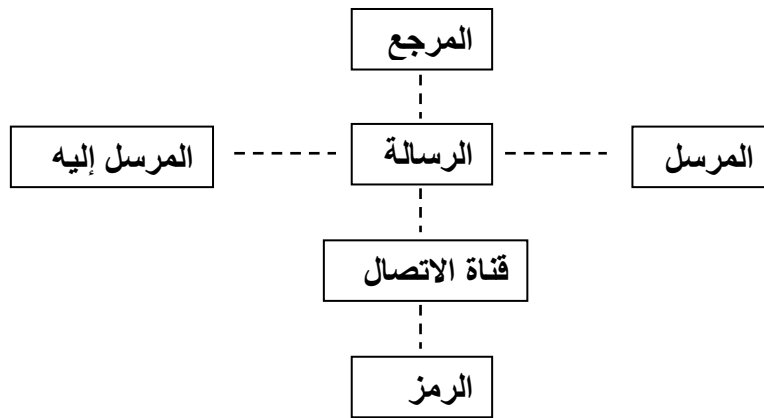 المرجع
المرسل
الرسالة
المرسل إليه
قناة الاتصال
الرمز